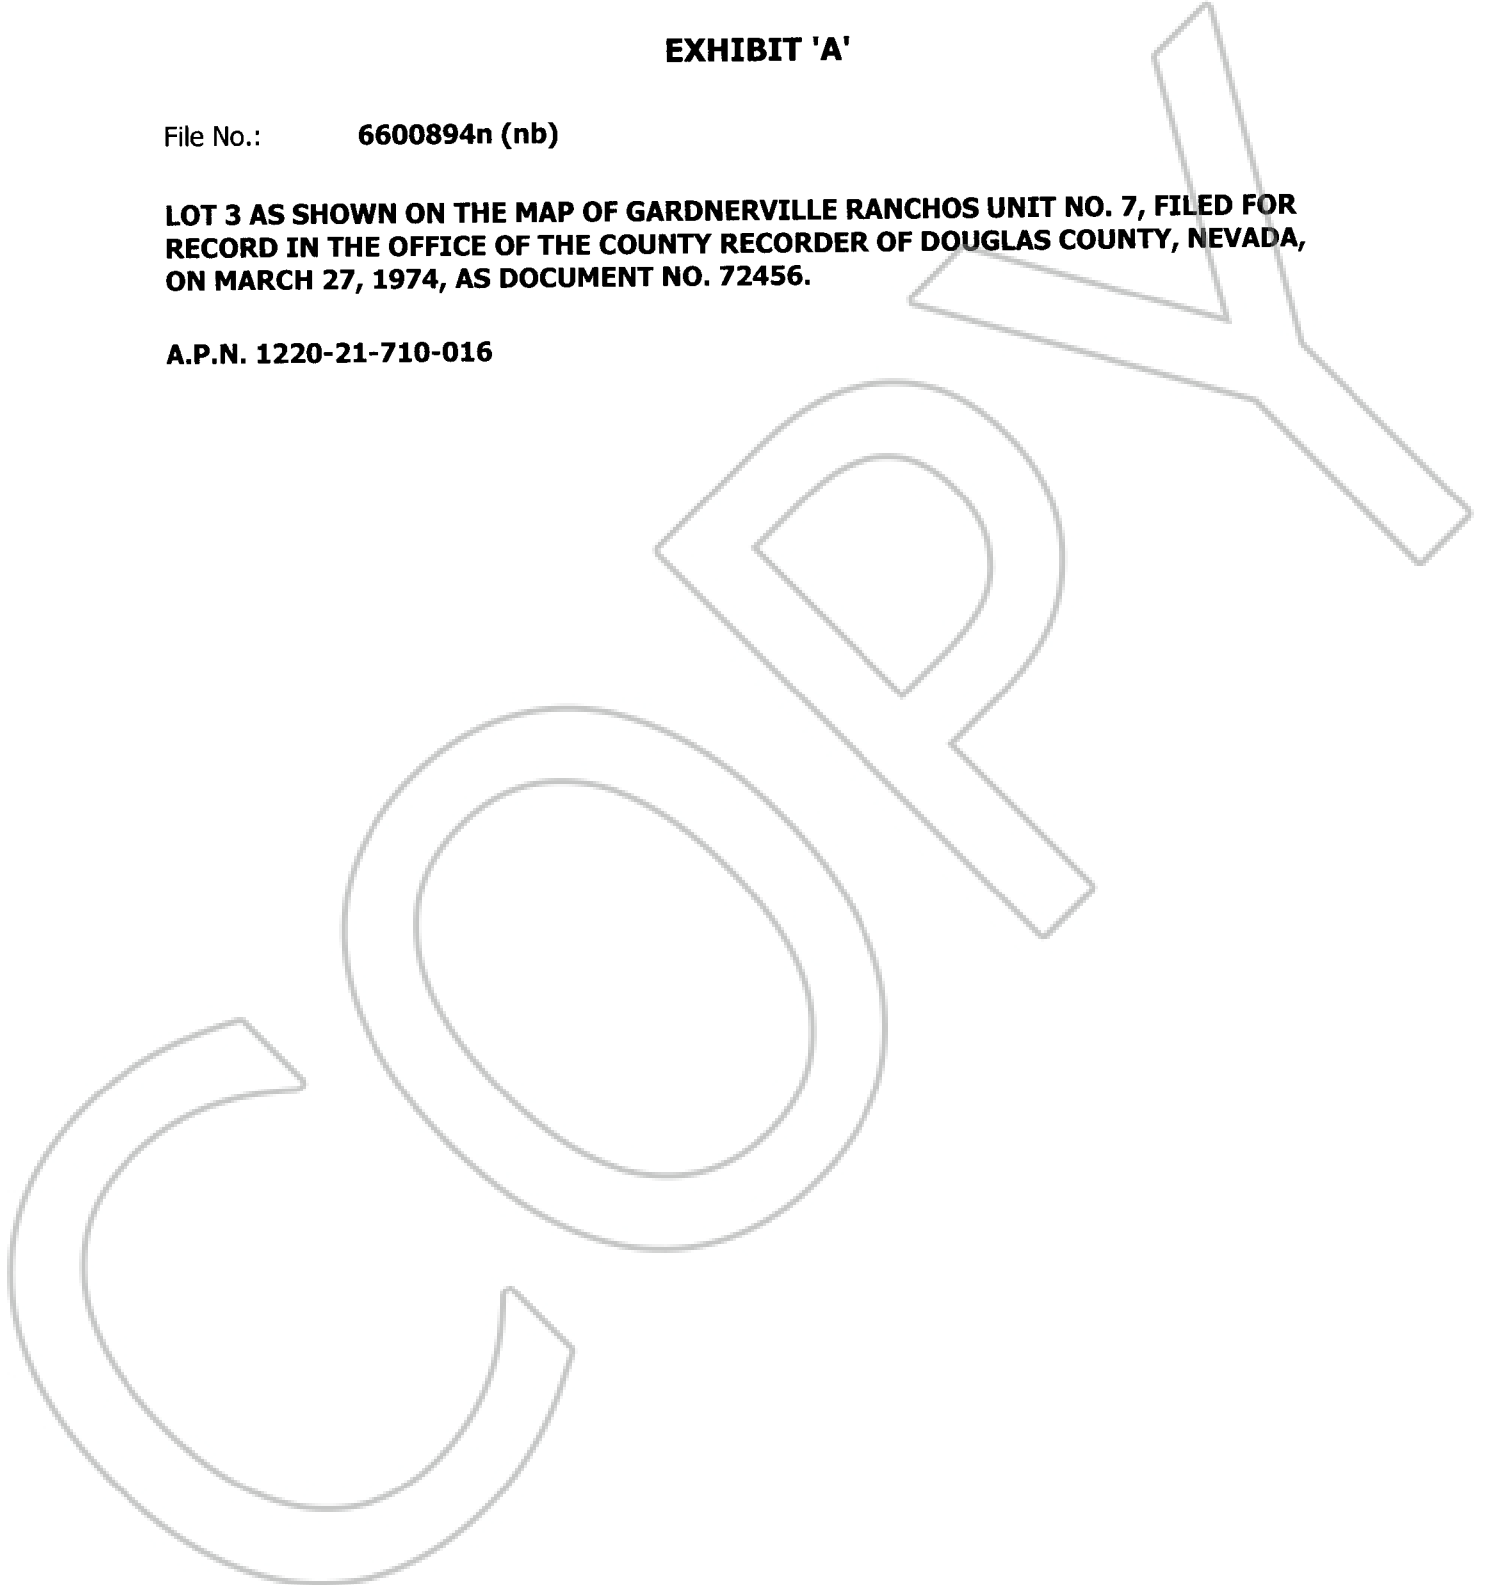 EXHIBIT 'A'
File No.: 6600894n (nb)
LOT 3 AS SHOWN ON THE MAP OF GARDNERVILLE RANCHOS UNIT NO. 7, FILED FOR
RECORD IN THE OFFICE OF THE COUNTY RECORDER OF DOUGLAS COUNTY, NEVADA,
ON MARCH 27, 1974, AS DOCUMENT NO. 72456.
A.P.N. 1220-21-710-016
COPY